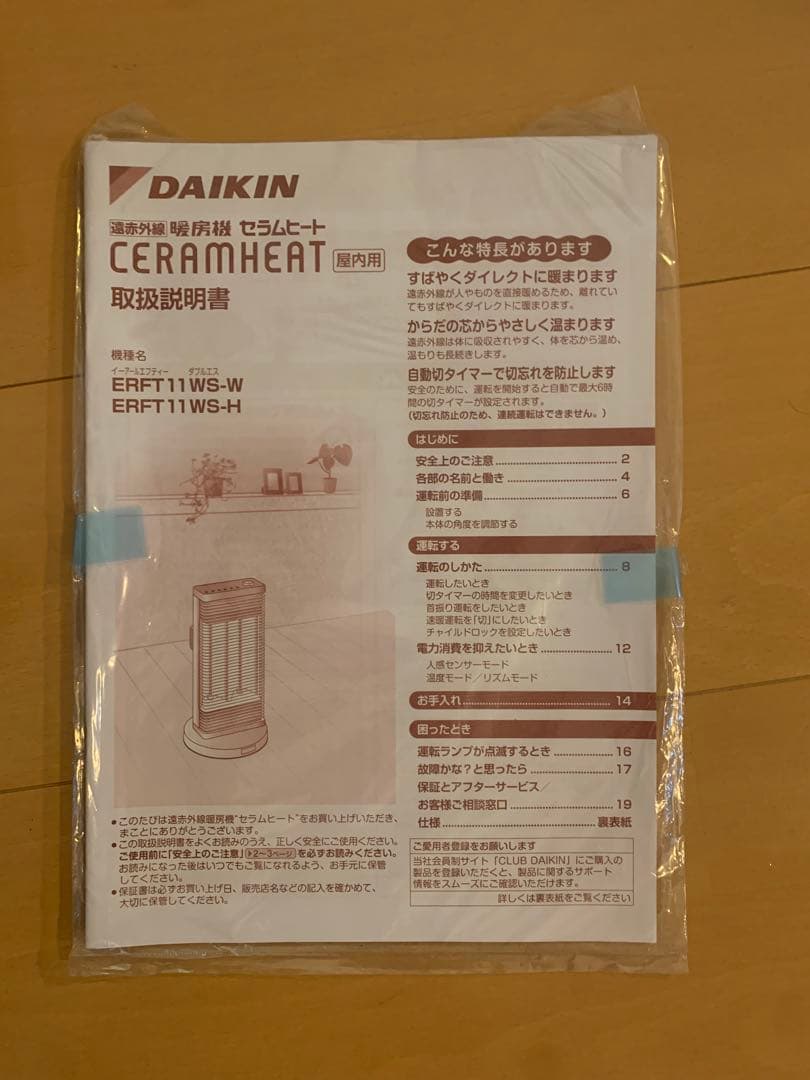 DAIKIN
遠赤外線 暖房機 セラムヒート
CERAMHEAT 屋内用
取扱説明書
機種名
イーアールエフティー ダブルエス
ERFT11WS-W
ERFT11WS-H
●このたびは遠赤外線暖房機"セラムヒート"をお買い上げいただき、
まことにありがとうございます。
●この取扱説明書をよくお読みのうえ、正しく安全にご使用ください。
ご使用前に「安全上のご注意」(▶2~3ページ)を必ずお読みください。
お読みになった後はいつでもご覧になれるよう、お手元に保管
してください。
●保証書は必ずお買い上げ日、販売店名などの記入を確かめて、
大切に保管してください。
こんな特長があります
すばやくダイレクトに暖まります
遠赤外線が人やものを直接暖めるため、離れてい
てもすばやくダイレクトに暖まります。
からだの芯からやさしく温まります
遠赤外線は体に吸収されやすく、体を芯から温め、
温もりも長続きします。
自動切タイマーで切忘れを防止します
安全のために、運転を開始すると自動で最大6時
間の切タイマーが設定されます。
(切忘れ防止のため、連続運転はできません。)
はじめに
安全上のご注意 2
各部の名前と働き 4
運転前の準備 6
設置する
本体の角度を調節する
運転する
運転のしかた 8
運転したいとき
切タイマーの時間を変更したいとき
首振り運転をしたいとき
速暖運転を「切」にしたいとき
チャイルドロックを設定したいとき
電力消費を抑えたいとき 12
人感センサーモード
温度モード/リズムモード
お手入れ 14
困ったとき
運転ランプが点滅するとき 16
故障かな?と思ったら 17
保証とアフターサービス/
お客様ご相談窓口 19
仕様 裏表紙
ご愛用者登録をお願いします
当社会員制サイト「CLUB DAIKIN」にご購入の
製品を登録いただくと、製品に関するサポート
情報をスムーズにご確認いただけます。
詳しくは裏表紙をご覧ください